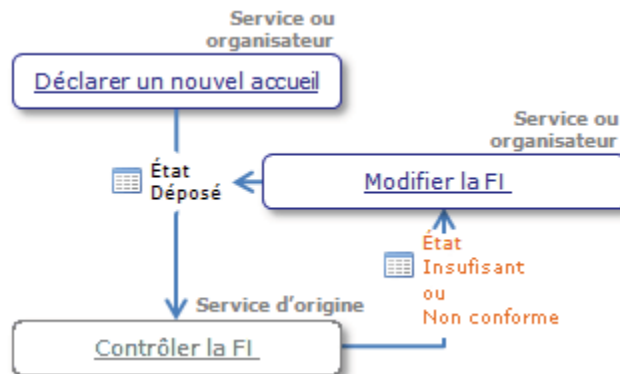 Service ou
organisateur
Déclarer un nouvel accueil
Service ou
organisateur
État
Déposé
Modifier la FI
État
Insufisant
ou
Non conforme
Service d'origine
Contrôler la FI